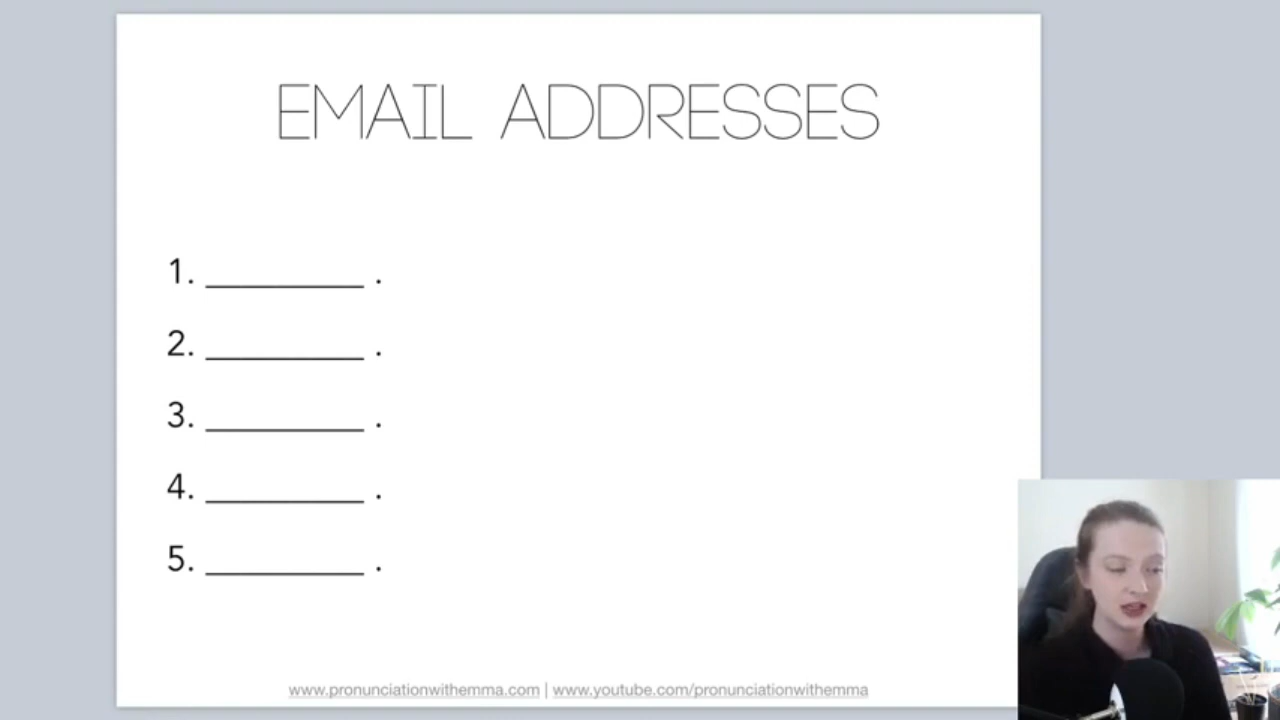 EMAIL ADDRESSES
1. __________ .
2. __________ .
3. __________ .
4. __________ .
5. __________ .
www.pronunciationwithemma.com | www.youtube.com/pronunciationwithemma